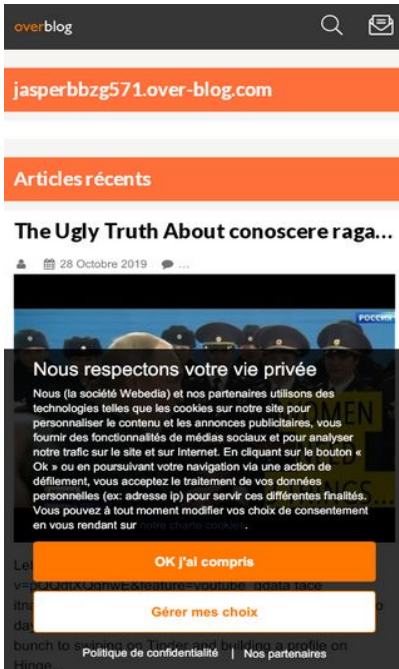 overblog
jasperbbzg571.over-blog.com
Articles récents
The Ugly Truth About conoscere raga...
28 Octobre 2019 ...
РОССИЯ
Nous respectons votre vie privée
Nous (la société Webedia) et nos partenaires utilisons des
technologies telles que les cookies sur notre site pour
personnaliser le contenu et les annonces publicitaires, vous
fournir des fonctionnalités de médias sociaux et pour analyser
notre trafic sur le site et sur Internet. En cliquant sur le bouton «
Ok » ou en poursuivant votre navigation via une action de
défilement, vous acceptez le traitement de vos données
personnelles (ex: adresse ip) pour servir ces différentes finalités.
Vous pouvez à tout moment modifier vos choix de consentement
en vous rendant sur notre charte cookies.
OK j'ai compris
Gérer mes choix
bunch to swiping on Tinder and building a profile on
Hinge
Politique de confidentialité | Nos partenaires